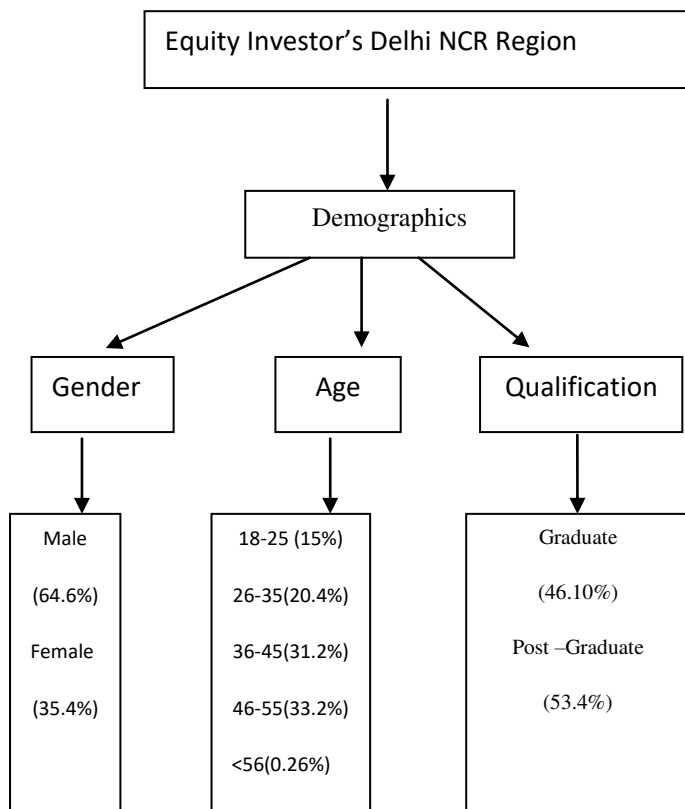 Equity Investor’s Delhi NCR Region
Demographics
Gender
Age
Qualification
Male
(64.6%)
Female
(35.4%)
18-25 (15%)
26-35(20.4%)
36-45(31.2%)
46-55(33.2%)
<56(0.26%)
Graduate
(46.10%)
Post –Graduate
(53.4%)